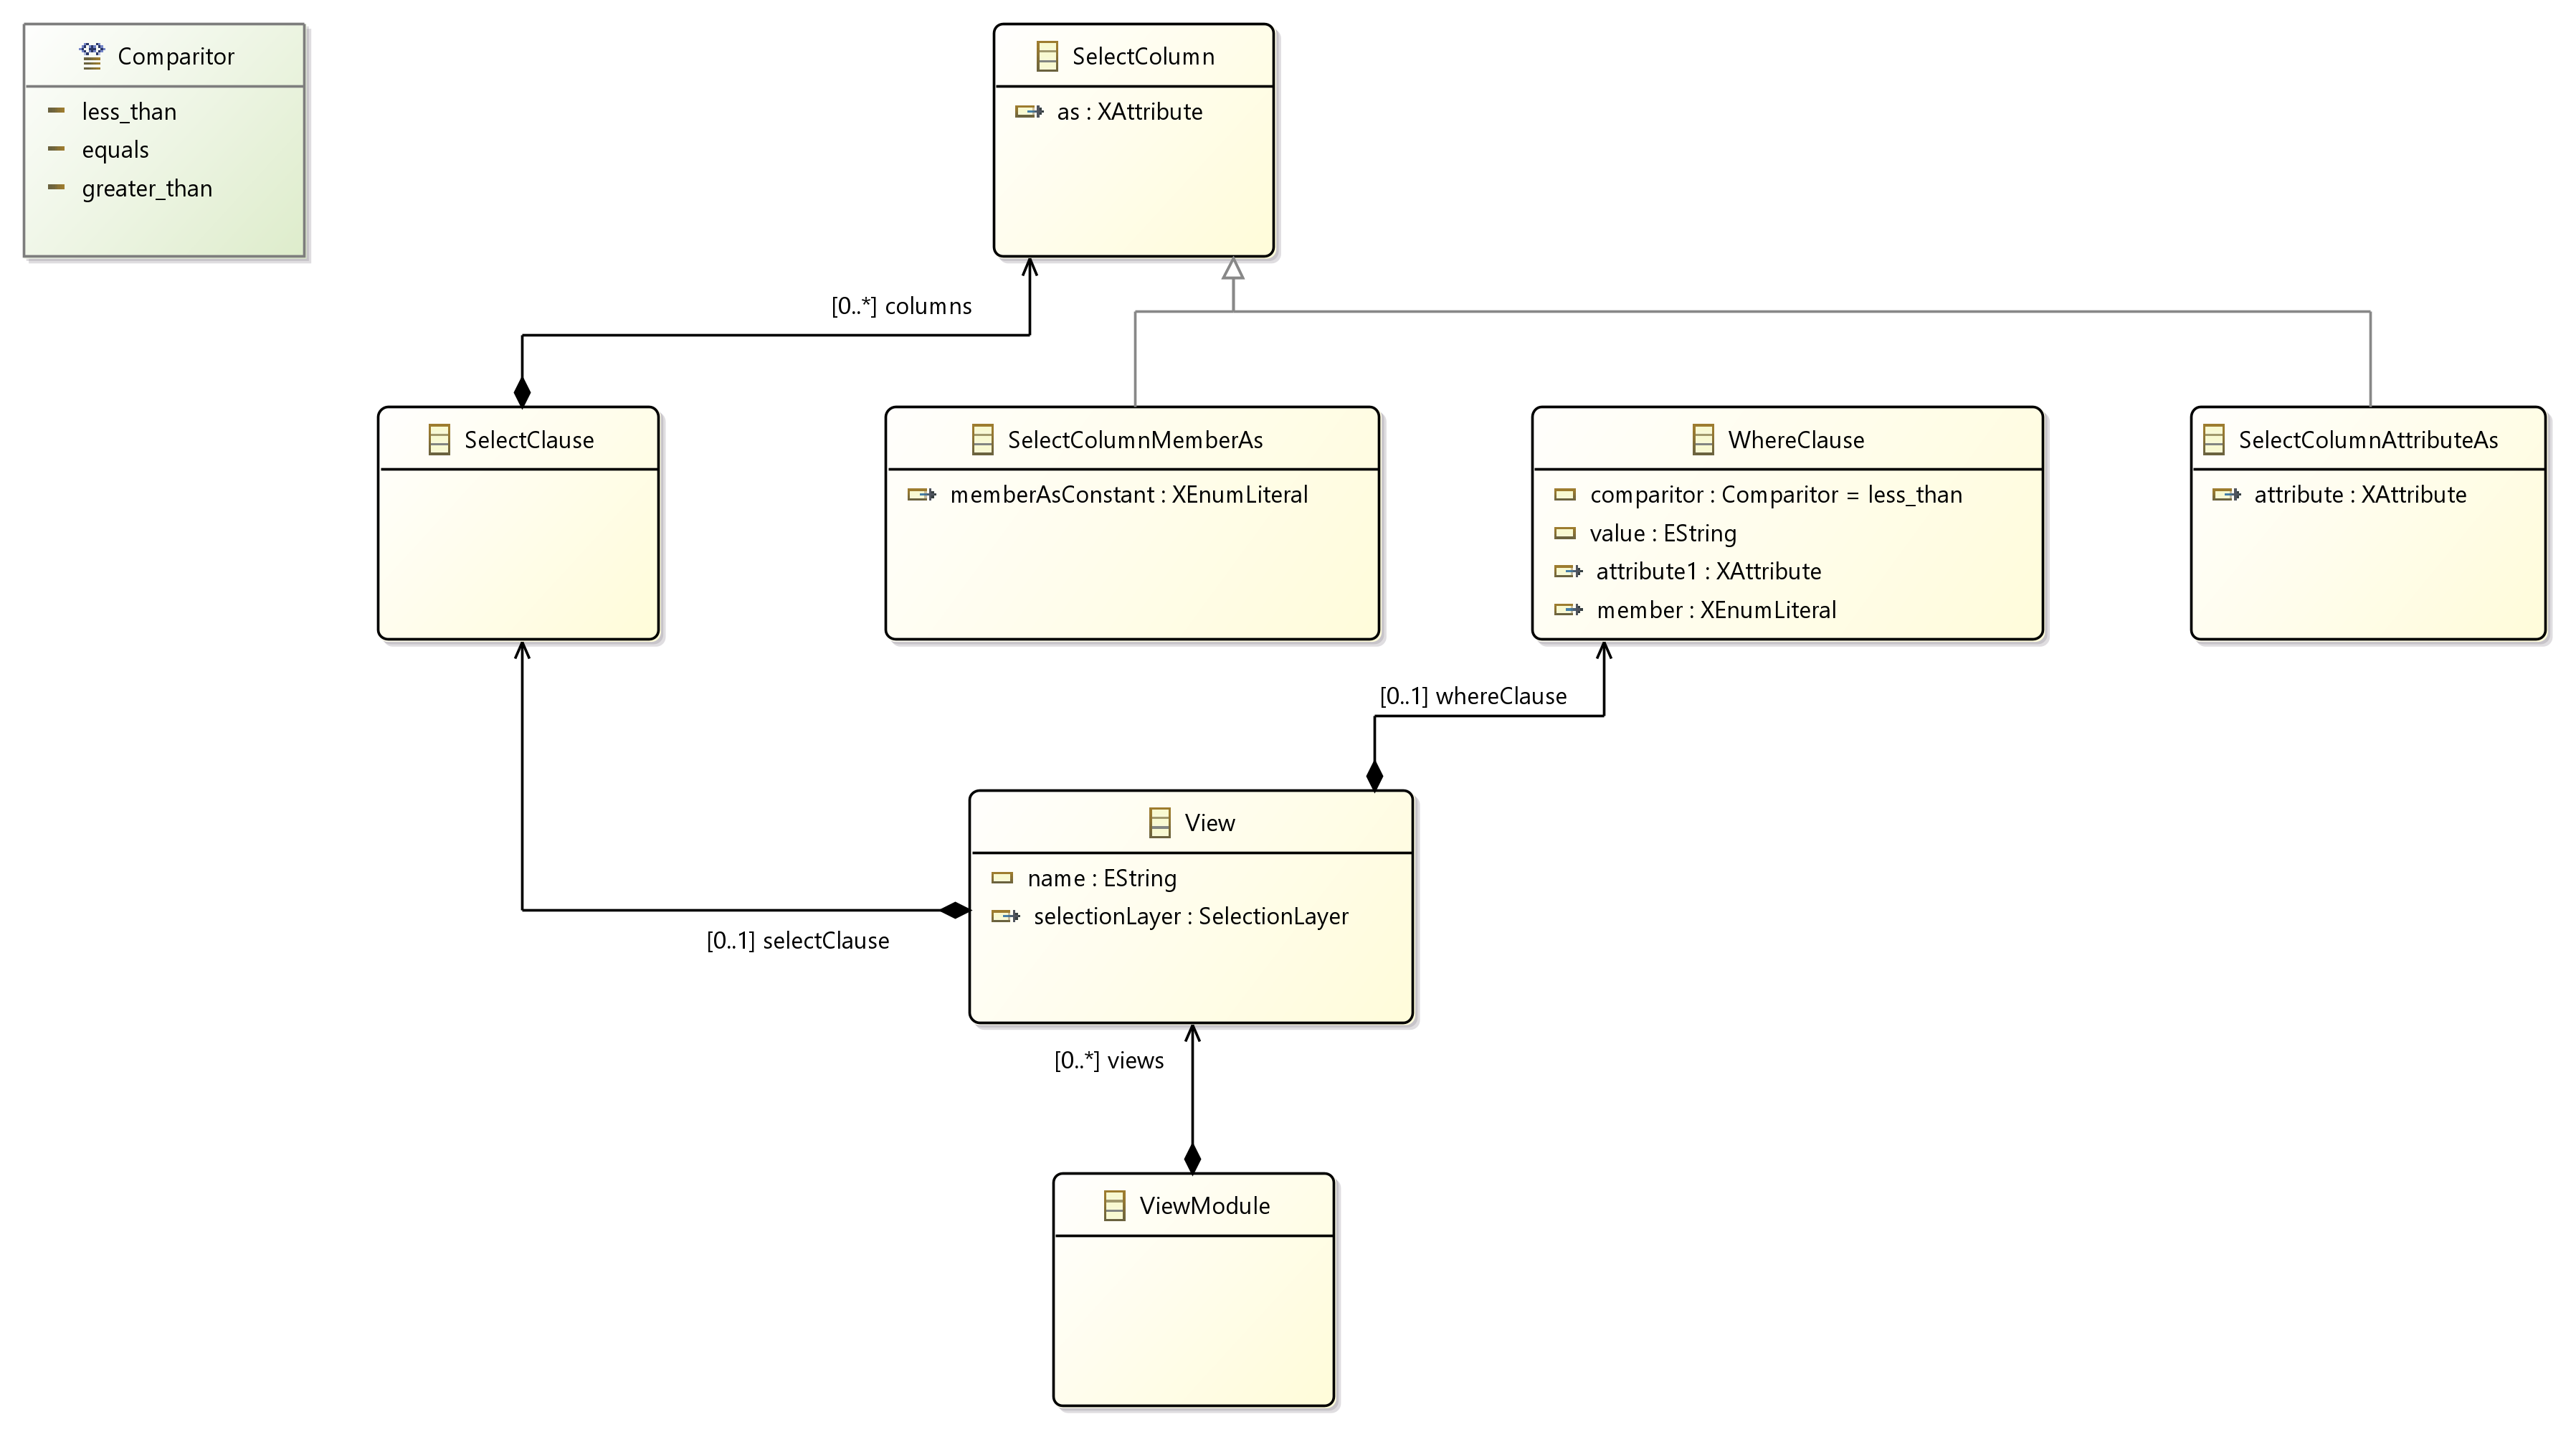 Comparitor
less_than
equals
greater_than
SelectColumn
as : XAttribute
[0..*] columns
SelectClause
SelectColumnMemberAs
memberAsConstant : XEnumLiteral
WhereClause
comparitor : Comparitor = less_than
value : EString
attribute1 : XAttribute
member : XEnumLiteral
SelectColumnAttributeAs
attribute : XAttribute
[0..1] whereClause
View
name : EString
selectionLayer : SelectionLayer
[0..1] selectClause
[0..*] views
ViewModule